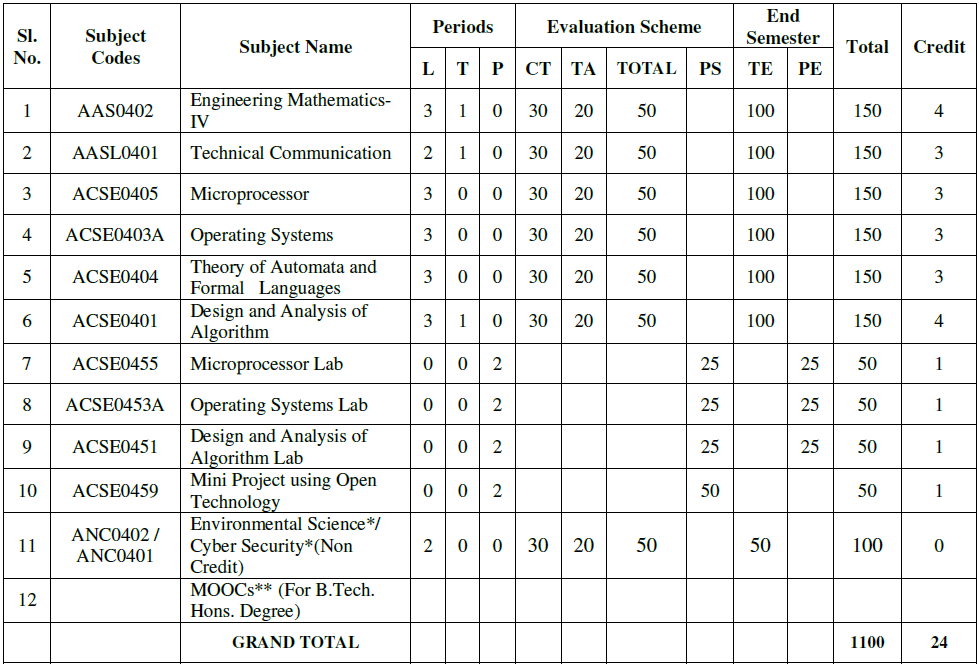 Sl. No. Subject Codes Subject Name Periods Evaluation Scheme End Semester Total Credit
L T P CT TA TOTAL PS TE PE
1 AAS0402 Engineering Mathematics-IV 3 1 0 30 20 50 100 150 4
2 AASL0401 Technical Communication 2 1 0 30 20 50 100 150 3
3 ACSE0405 Microprocessor 3 0 0 30 20 50 100 150 3
4 ACSE0403A Operating Systems 3 0 0 30 20 50 100 150 3
5 ACSE0404 Theory of Automata and Formal Languages 3 0 0 30 20 50 100 150 3
6 ACSE0401 Design and Analysis of Algorithm 3 1 0 30 20 50 100 150 4
7 ACSE0455 Microprocessor Lab 0 0 2 25 25 50 1
8 ACSE0453A Operating Systems Lab 0 0 2 25 25 50 1
9 ACSE0451 Design and Analysis of Algorithm Lab 0 0 2 25 25 50 1
10 ACSE0459 Mini Project using Open Technology 0 0 2 50 50 1
11 ANC0402 / ANC0401 Environmental Science*/ Cyber Security*(Non Credit) 2 0 0 30 20 50 50 100 0
12 MOOCs** (For B.Tech. Hons. Degree)
GRAND TOTAL 1100 24